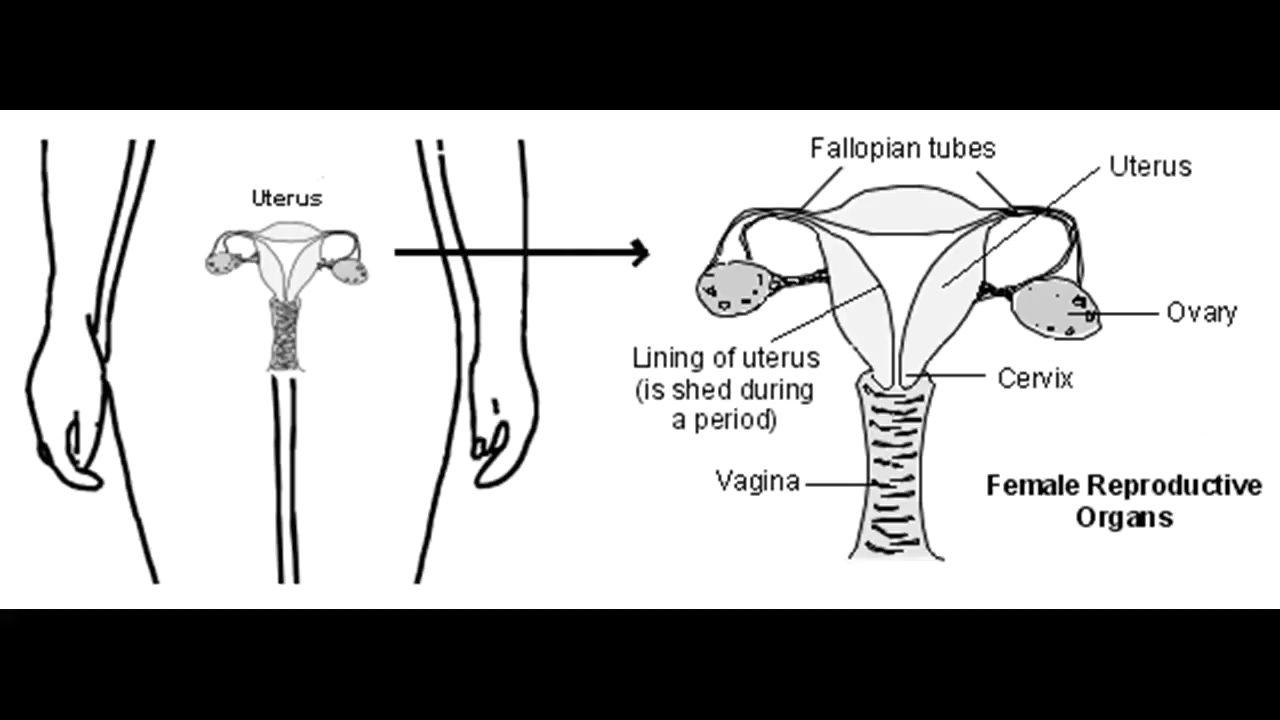 Uterus
Fallopian tubes
Uterus
Ovary
Lining of uterus
(is shed during
a period)
Cervix
Vagina
Female Reproductive
Organs